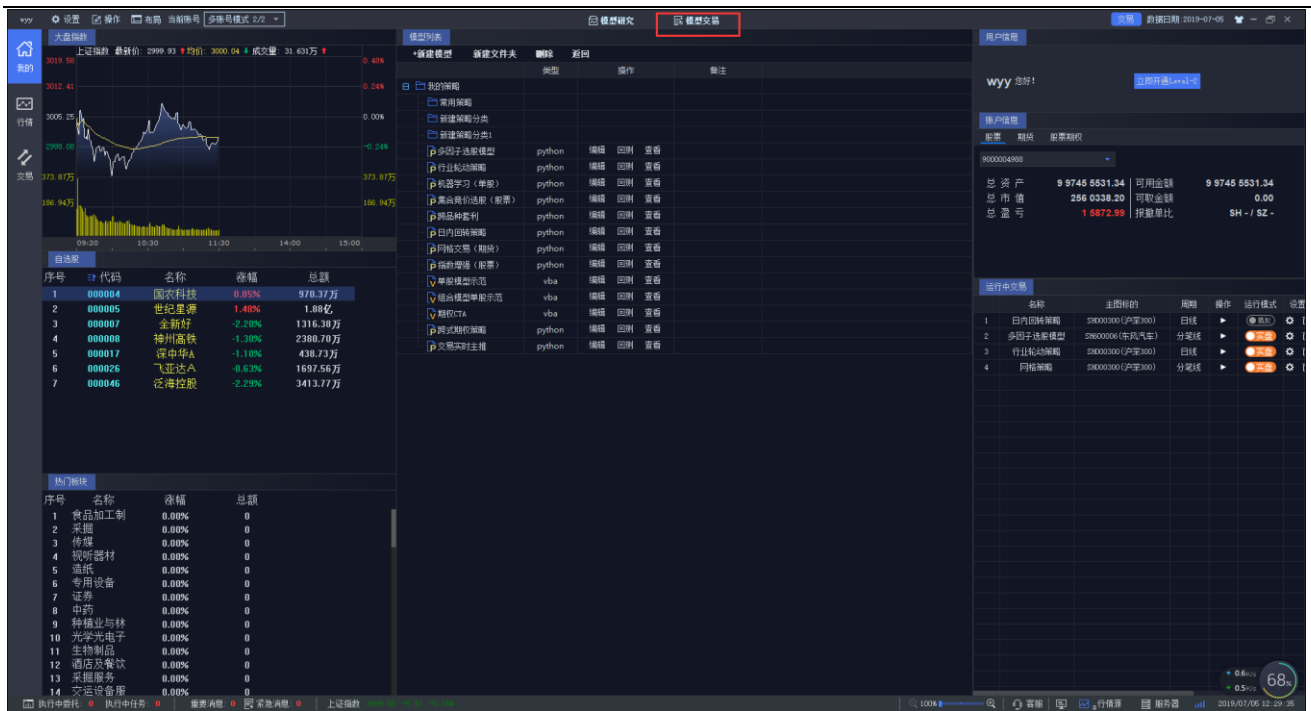 wyy 设置 操作 布局 当前账号 多账号模式 2/2 模型研究 模型交易 交易 数据日期:2019-07-05
我的
行情
交易
大盘指数
上证指数 最新价: 2999.93 均价: 3000.04 成交量: 31.631万
3019.58 0.48%
3012.41 0.24%
3005.25 0.00%
2998.08 -0.24%
373.87万 373.87万
186.94万 186.94万
09:30 10:30 11:30 14:00 15:00
自选股
序号 代码 名称 涨幅 总额
1 000004 国农科技 0.05% 970.37万
2 000005 世纪星源 1.48% 1.88亿
3 000007 全新好 -2.20% 1316.38万
4 000008 神州高铁 -1.30% 2380.70万
5 000017 深中华A -1.10% 438.73万
6 000026 飞亚达A -0.63% 1697.56万
7 000046 泛海控股 -2.29% 3413.77万
热门板块
序号 名称 涨幅 总额
1 食品加工制 0.00% 0
2 采掘 0.00% 0
3 传媒 0.00% 0
4 视听器材 0.00% 0
5 造纸 0.00% 0
6 专用设备 0.00% 0
7 证券 0.00% 0
8 中药 0.00% 0
9 种植业与林 0.00% 0
10 光学光电子 0.00% 0
11 生物制品 0.00% 0
12 酒店及餐饮 0.00% 0
13 采掘服务 0.00% 0
14 交运设备服 0.00% 0
模型列表
+新建模型 新建文件夹 删除 返回
类型 操作 备注
我的策略
常用策略
新建策略分类
新建策略分类1
多因子选股模型 python 编辑 回测 查看
行业轮动策略 python 编辑 回测 查看
机器学习（单股） python 编辑 回测 查看
集合竞价选股（股票） python 编辑 回测 查看
跨品种套利 python 编辑 回测 查看
日内回转策略 python 编辑 回测 查看
网格交易（期货） python 编辑 回测 查看
指数增强（股票） python 编辑 回测 查看
单股模型示范 vba 编辑 回测 查看
组合模型单股示范 vba 编辑 回测 查看
期权CTA vba 编辑 回测 查看
跨式期权策略 python 编辑 回测 查看
交易实时主推 python 编辑 回测 查看
用户信息
wyy 您好! 立即开通Level-2
账户信息
股票 期货 股票期权
9000004988
总资产 9 9745 5531.34 可用金额 9 9745 5531.34
总市值 256 0338.20 可取金额 0.00
总盈亏 1 5872.99 报撤单比 SH - / SZ -
运行中交易
名称 主图标的 周期 操作 运行模式 设置
1 日内回转策略 SH000300(沪深300) 日线
2 多因子选股模型 SH600006(东风汽车) 分笔线 实盘
3 行业轮动策略 SH000300(沪深300) 日线 实盘
4 网格策略 SH000300(沪深300) 分笔线 实盘
0.6K/s
0.5K/s
68%
执行中委托: 0 执行中任务: 0 重要消息: 0 紧急消息: 0 上证指数
100% 客服 行情源 服务器 2019/07/05 12:29:35